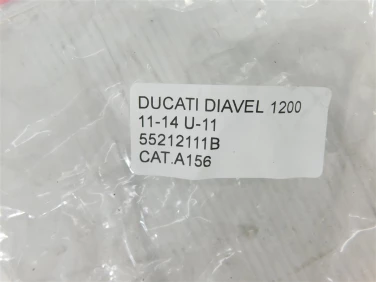 DUCATI DIAVEL 1200
11-14 U-11
55212111B
CAT.A156